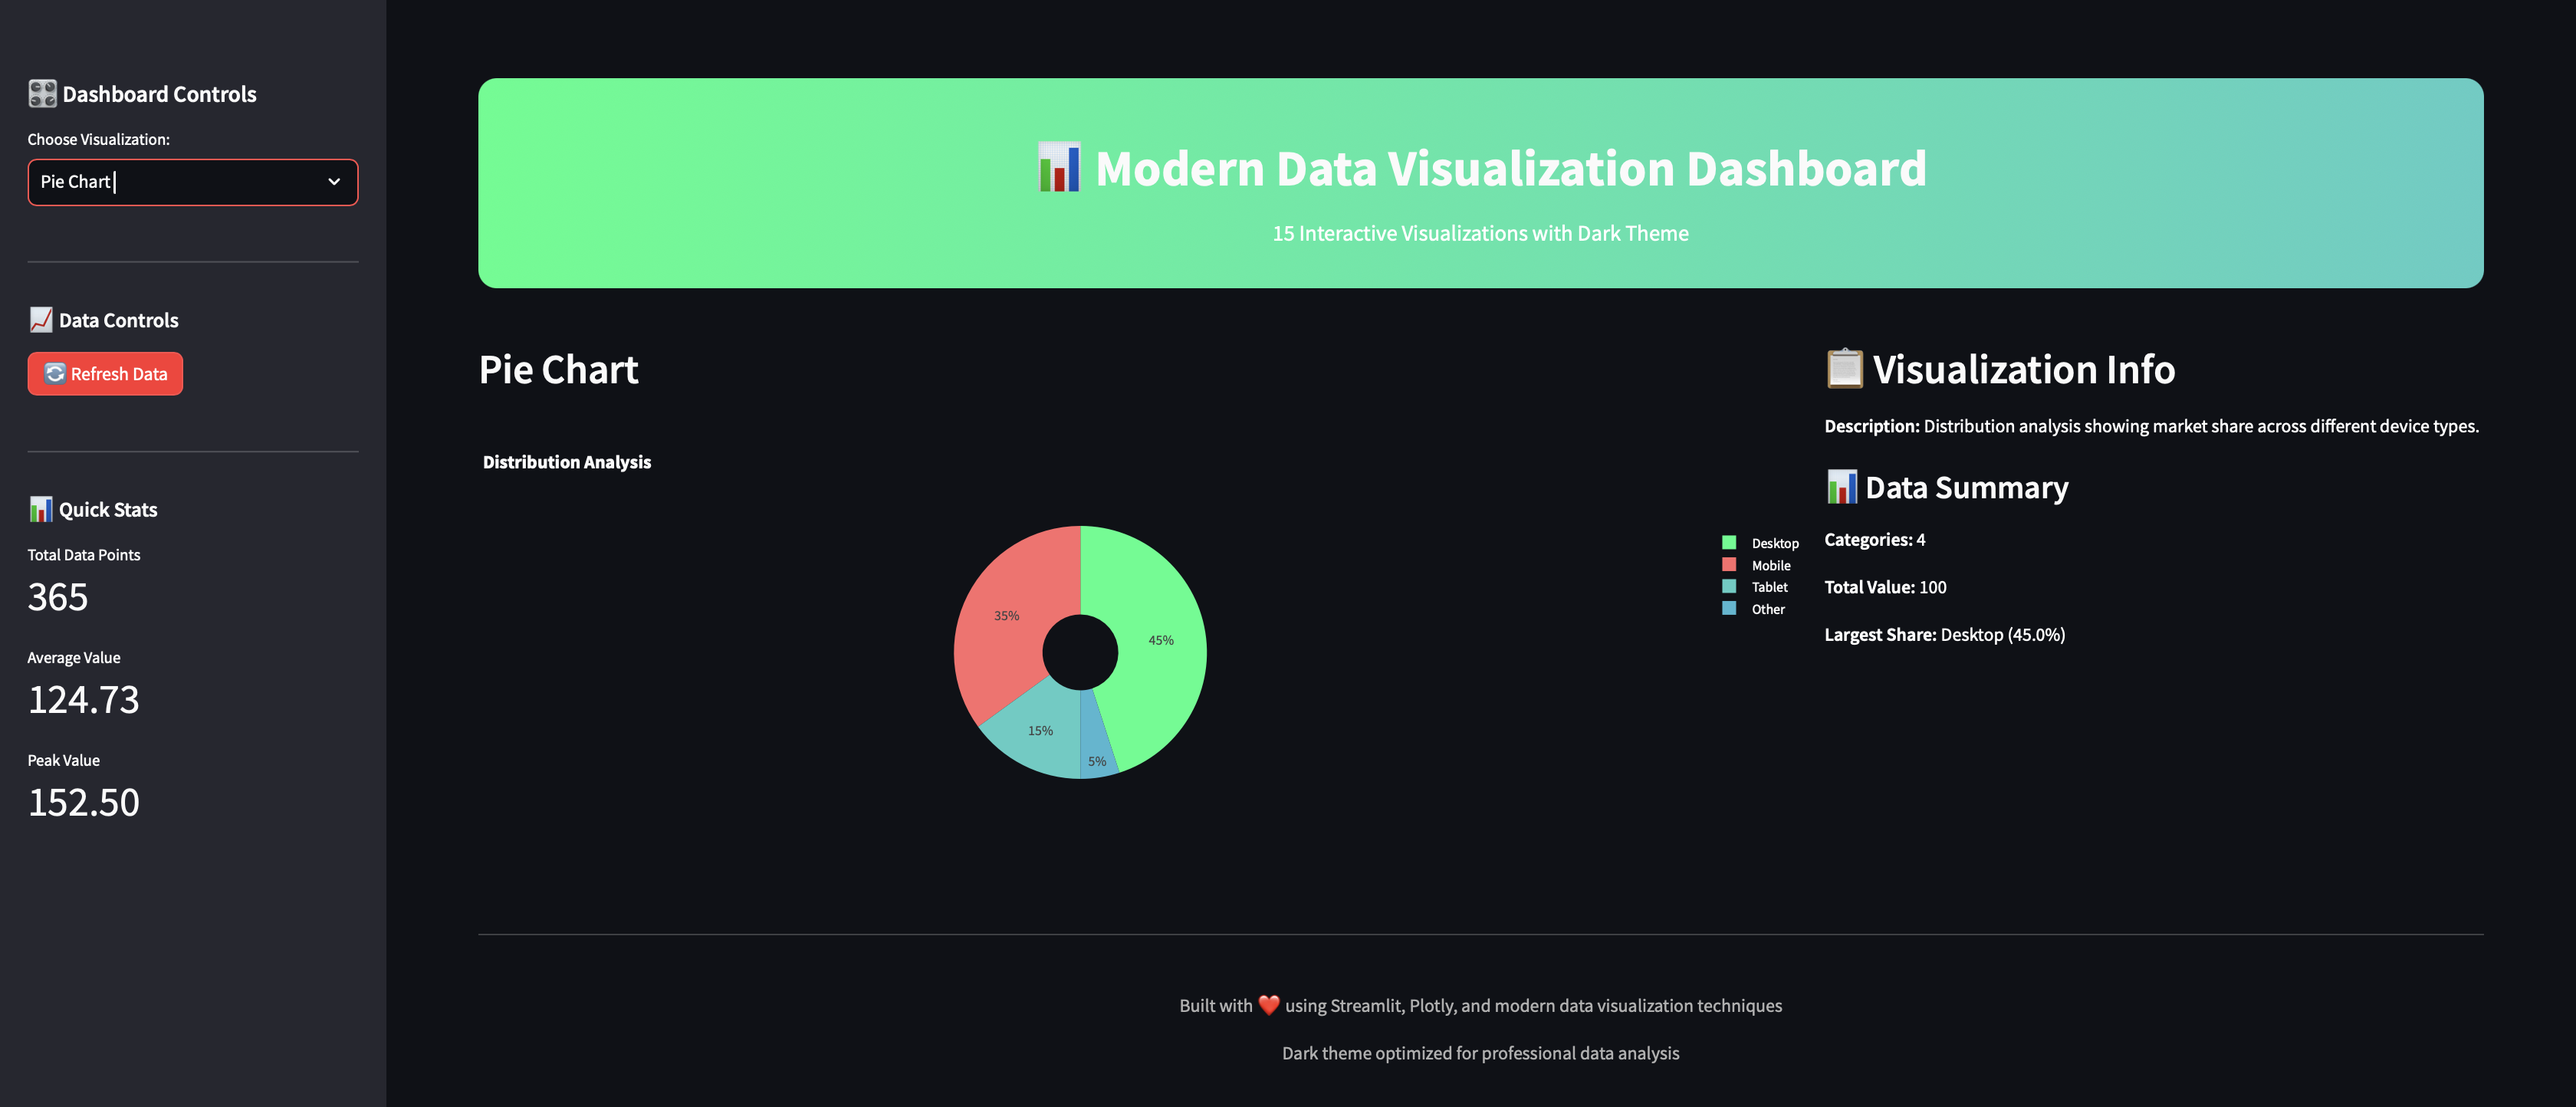 Dashboard Controls
Choose Visualization:
Pie Chart
Data Controls
Refresh Data
Quick Stats
Total Data Points
365
Average Value
124.73
Peak Value
152.50
Modern Data Visualization Dashboard
15 Interactive Visualizations with Dark Theme
Pie Chart
Distribution Analysis
35%
45%
15%
5%
Desktop
Mobile
Tablet
Other
Visualization Info
Description: Distribution analysis showing market share across different device types.
Data Summary
Categories: 4
Total Value: 100
Largest Share: Desktop (45.0%)
Built with ❤️ using Streamlit, Plotly, and modern data visualization techniques
Dark theme optimized for professional data analysis